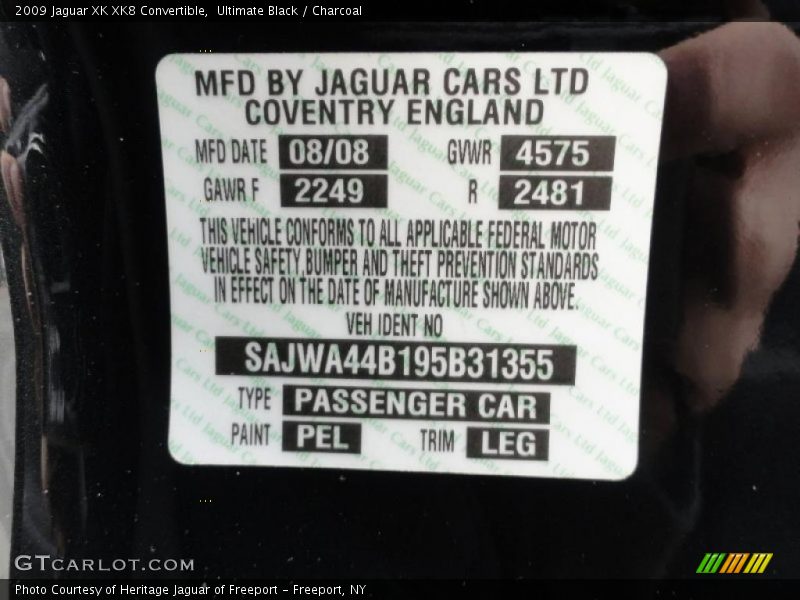 2009 Jaguar XK XK8 Convertible,  Ultimate Black / Charcoal
MFD BY JAGUAR CARS LTD
COVENTRY ENGLAND
MFD DATE 08/08 GVWR 4575
GAWR F 2249 R 2481
THIS VEHICLE CONFORMS TO ALL APPLICABLE FEDERAL MOTOR
VEHICLE SAFETY,BUMPER AND THEFT PREVENTION STANDARDS
IN EFFECT ON THE DATE OF MANUFACTURE SHOWN ABOVE.
VEH IDENT NO
SAJWA44B195B31355
TYPE PASSENGER CAR
PAINT PEL TRIM LEG
GTCARLOT.COM
Photo Courtesy of Heritage Jaguar of Freeport – Freeport, NY